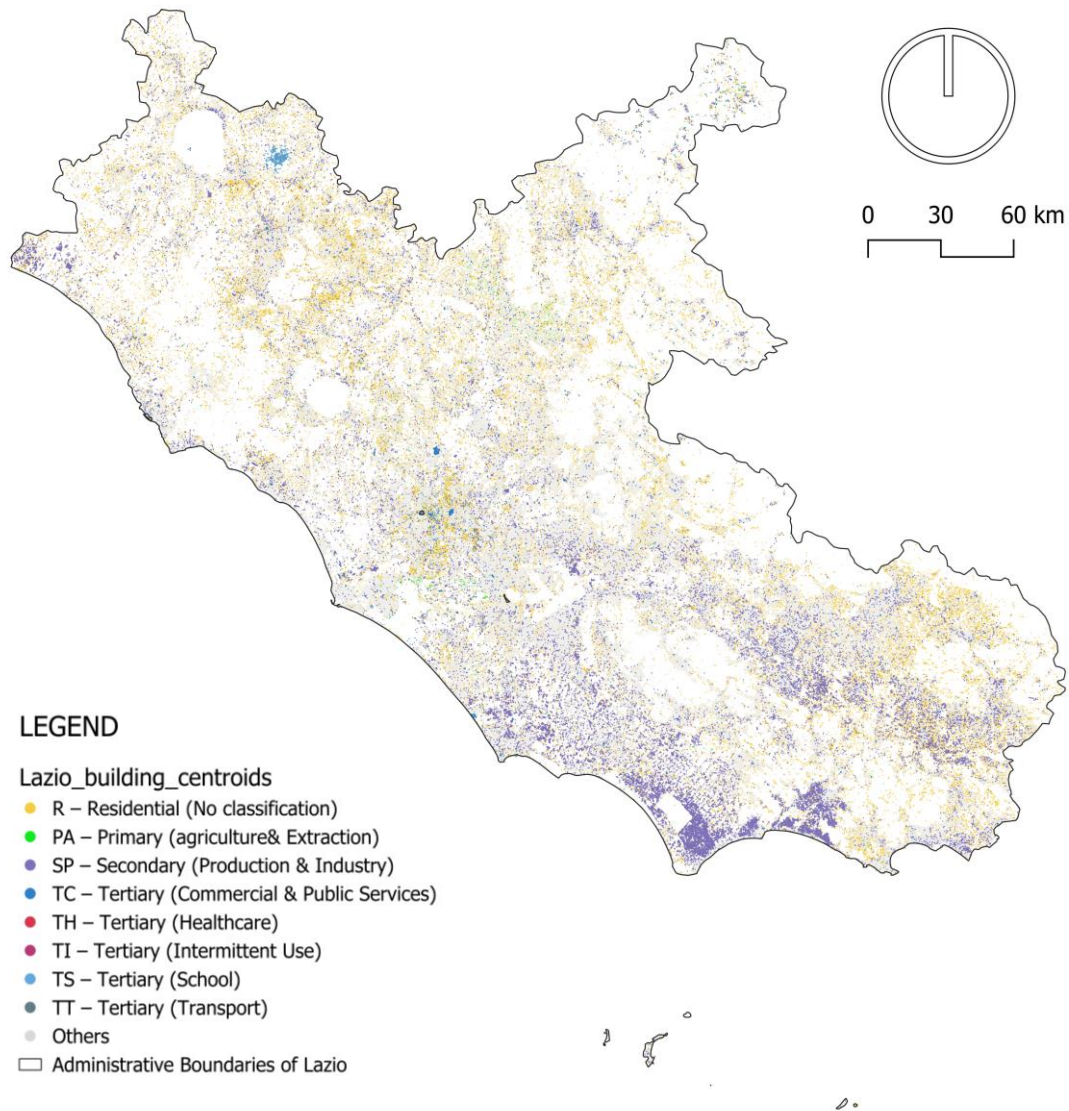 0 30 60 km
LEGEND
Lazio_building_centroids
R – Residential (No classification)
PA – Primary (agriculture& Extraction)
SP – Secondary (Production & Industry)
TC – Tertiary (Commercial & Public Services)
TH – Tertiary (Healthcare)
TI – Tertiary (Intermittent Use)
TS – Tertiary (School)
TT – Tertiary (Transport)
Others
Administrative Boundaries of Lazio